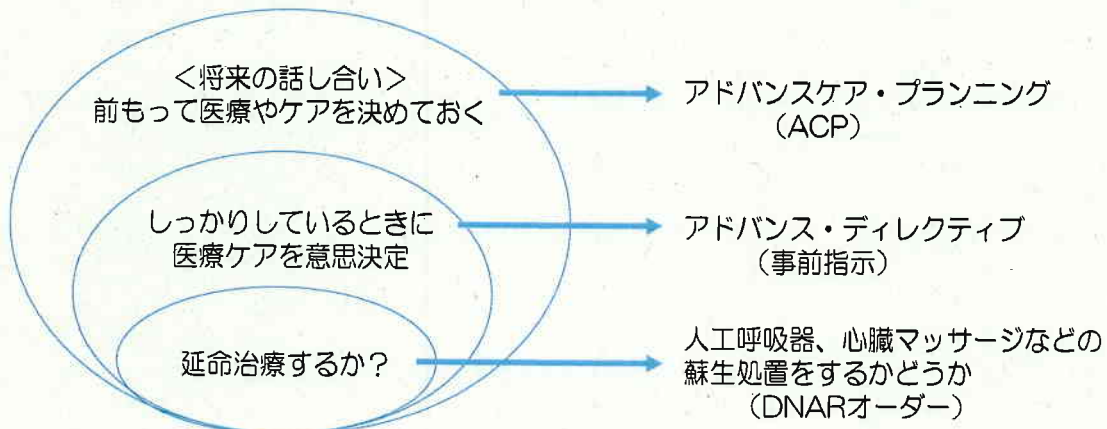 <将来の話し合い>
前もって医療やケアを決めておく
アドバンスケア・プランニング
(ACP)
しっかりしているときに
医療ケアを意思決定
アドバンス・ディレクティブ
(事前指示)
延命治療するか?
人工呼吸器、心臓マッサージなどの
蘇生処置をするかどうか
(DNARオーダー)